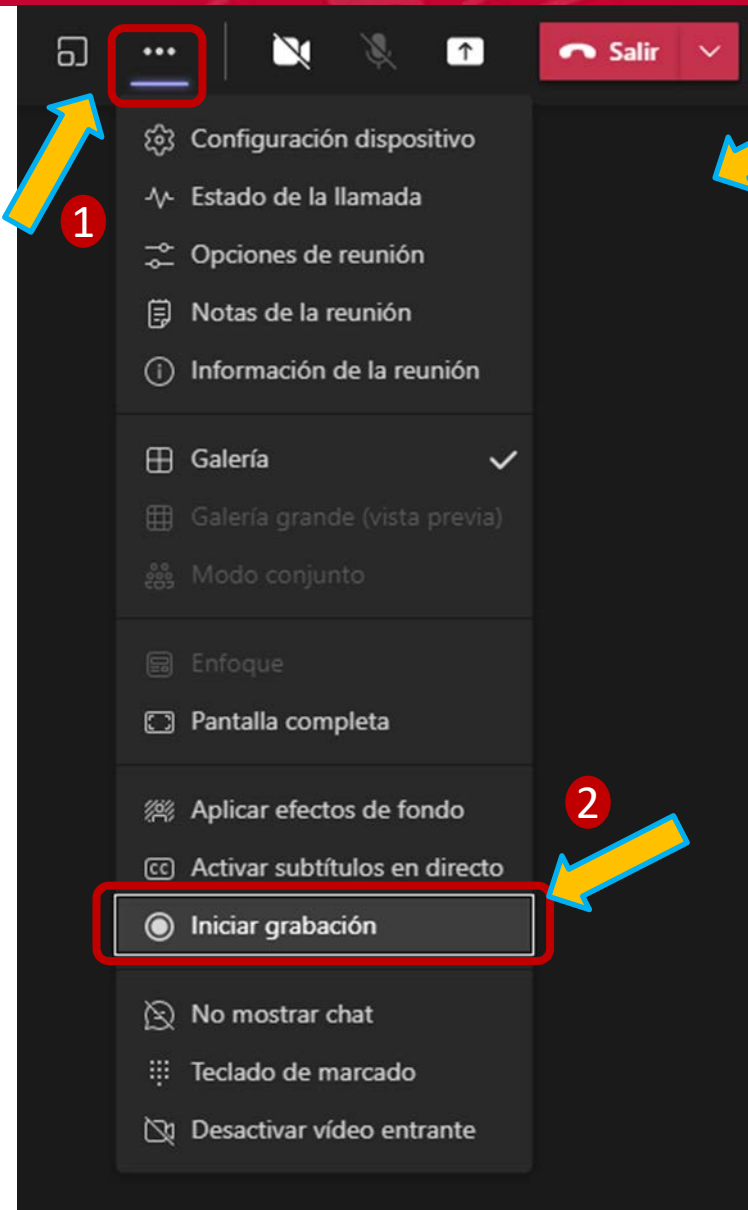 Salir
1
Configuración dispositivo
Estado de la llamada
Opciones de reunión
Notas de la reunión
Información de la reunión
Galería
Galería grande (vista previa)
Modo conjunto
Enfoque
Pantalla completa
2
Aplicar efectos de fondo
CC Activar subtítulos en directo
Iniciar grabación
No mostrar chat
Teclado de marcado
Desactivar vídeo entrante